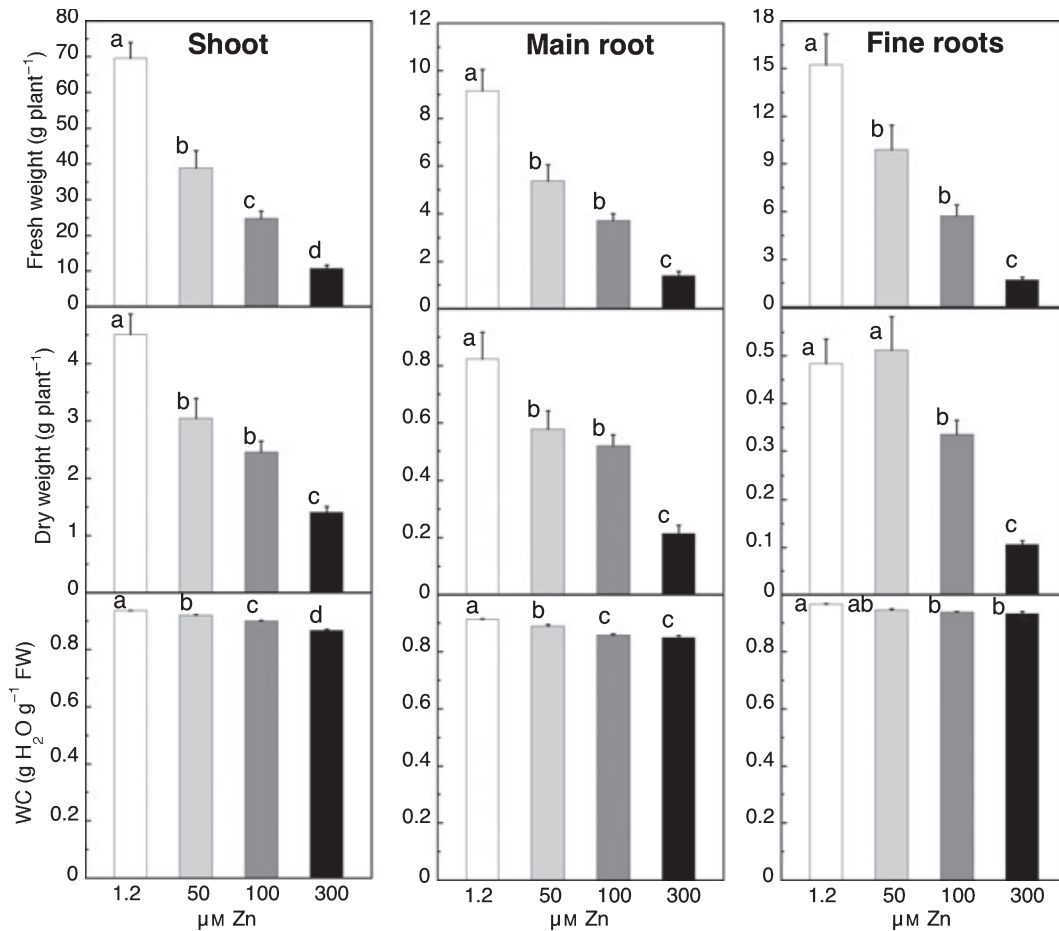 Shoot
Main root
Fine roots
Fresh weight (g plant⁻¹)
80
70
60
50
40
30
20
10
0
a
b
c
d
12
10
8
6
4
2
0
a
b
b
c
18
15
12
9
6
3
0
a
b
b
c
Dry weight (g plant⁻¹)
4
3
2
1
0
a
b
b
c
0.8
0.6
0.4
0.2
0
a
b
b
c
0.5
0.4
0.3
0.2
0.1
0
a
a
b
c
WC (g H₂O g⁻¹ FW)
0.8
0.6
0.4
0.2
0
a
b
c
d
0.8
0.6
0.4
0.2
0
a
b
c
c
0.8
0.6
0.4
0.2
0
a
ab
b
b
1.2 50 100 300
1.2 50 100 300
1.2 50 100 300
µM Zn
µM Zn
µM Zn